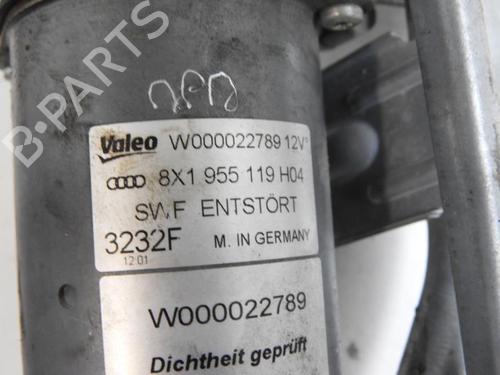 B-PARTS
Valeo W000022789 12V
8X1 955 119 H04
SWF ENTSTÖRT
3232F M. IN GERMANY
12:01
W000022789
Dichtheit geprüft